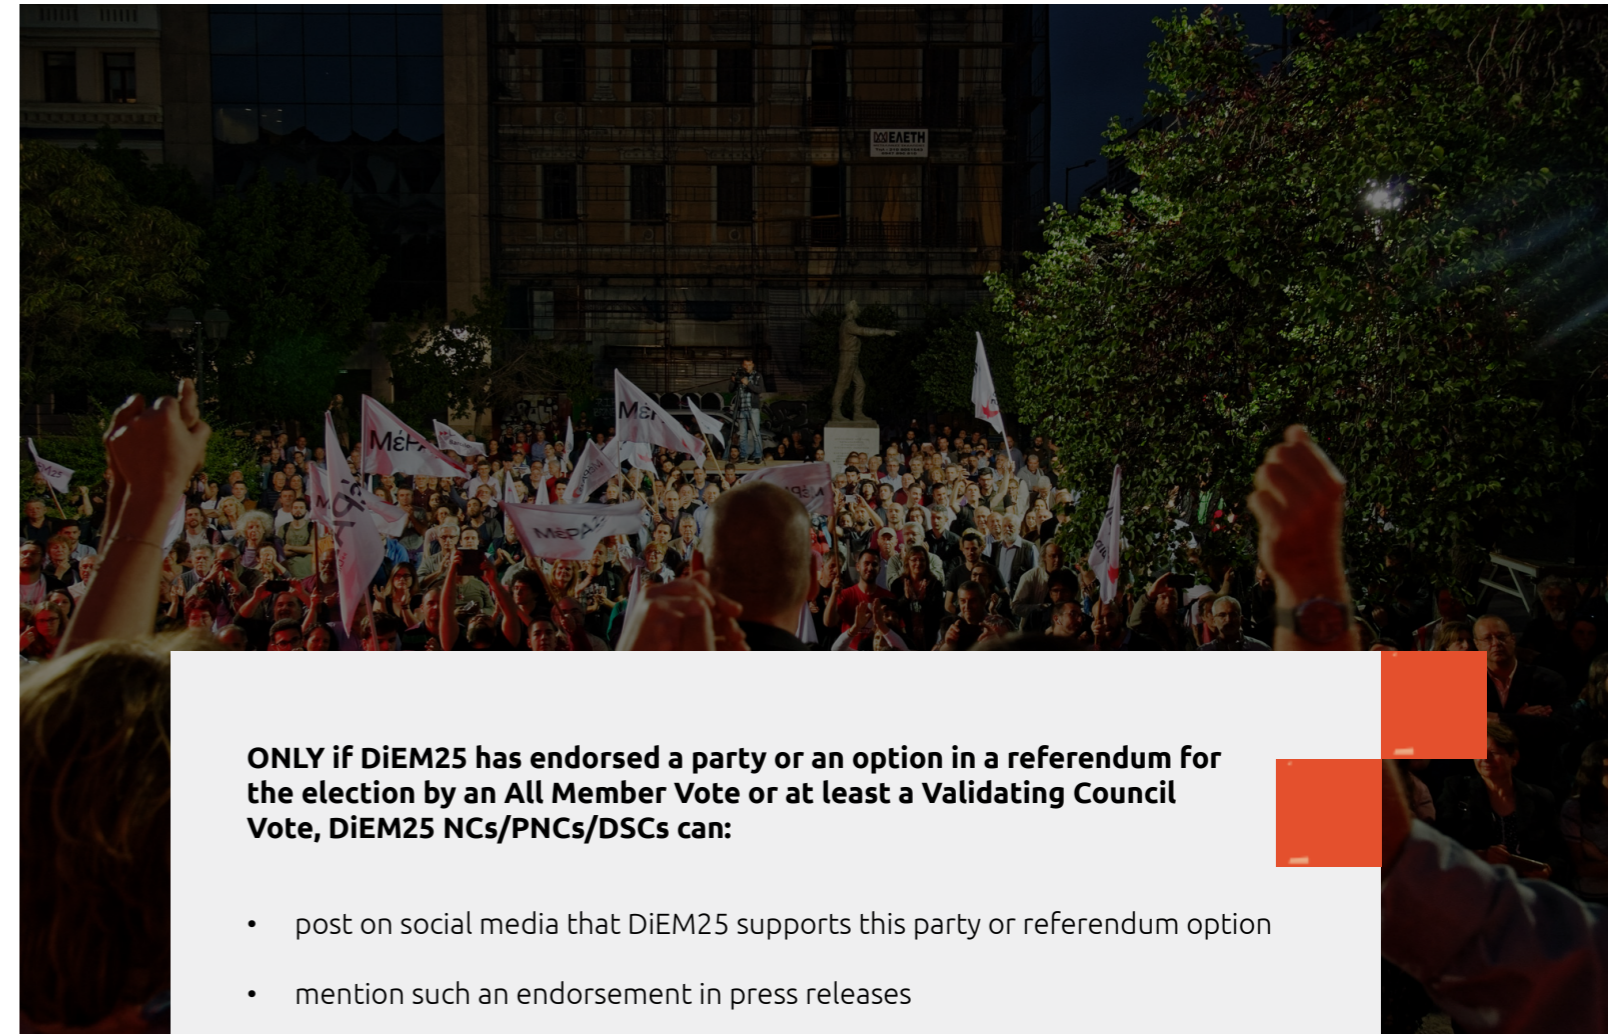 ΜέΡΑ25
ONLY if DiEM25 has endorsed a party or an option in a referendum for
the election by an All Member Vote or at least a Validating Council
Vote, DiEM25 NCs/PNCs/DSCs can:
• post on social media that DiEM25 supports this party or referendum option
• mention such an endorsement in press releases